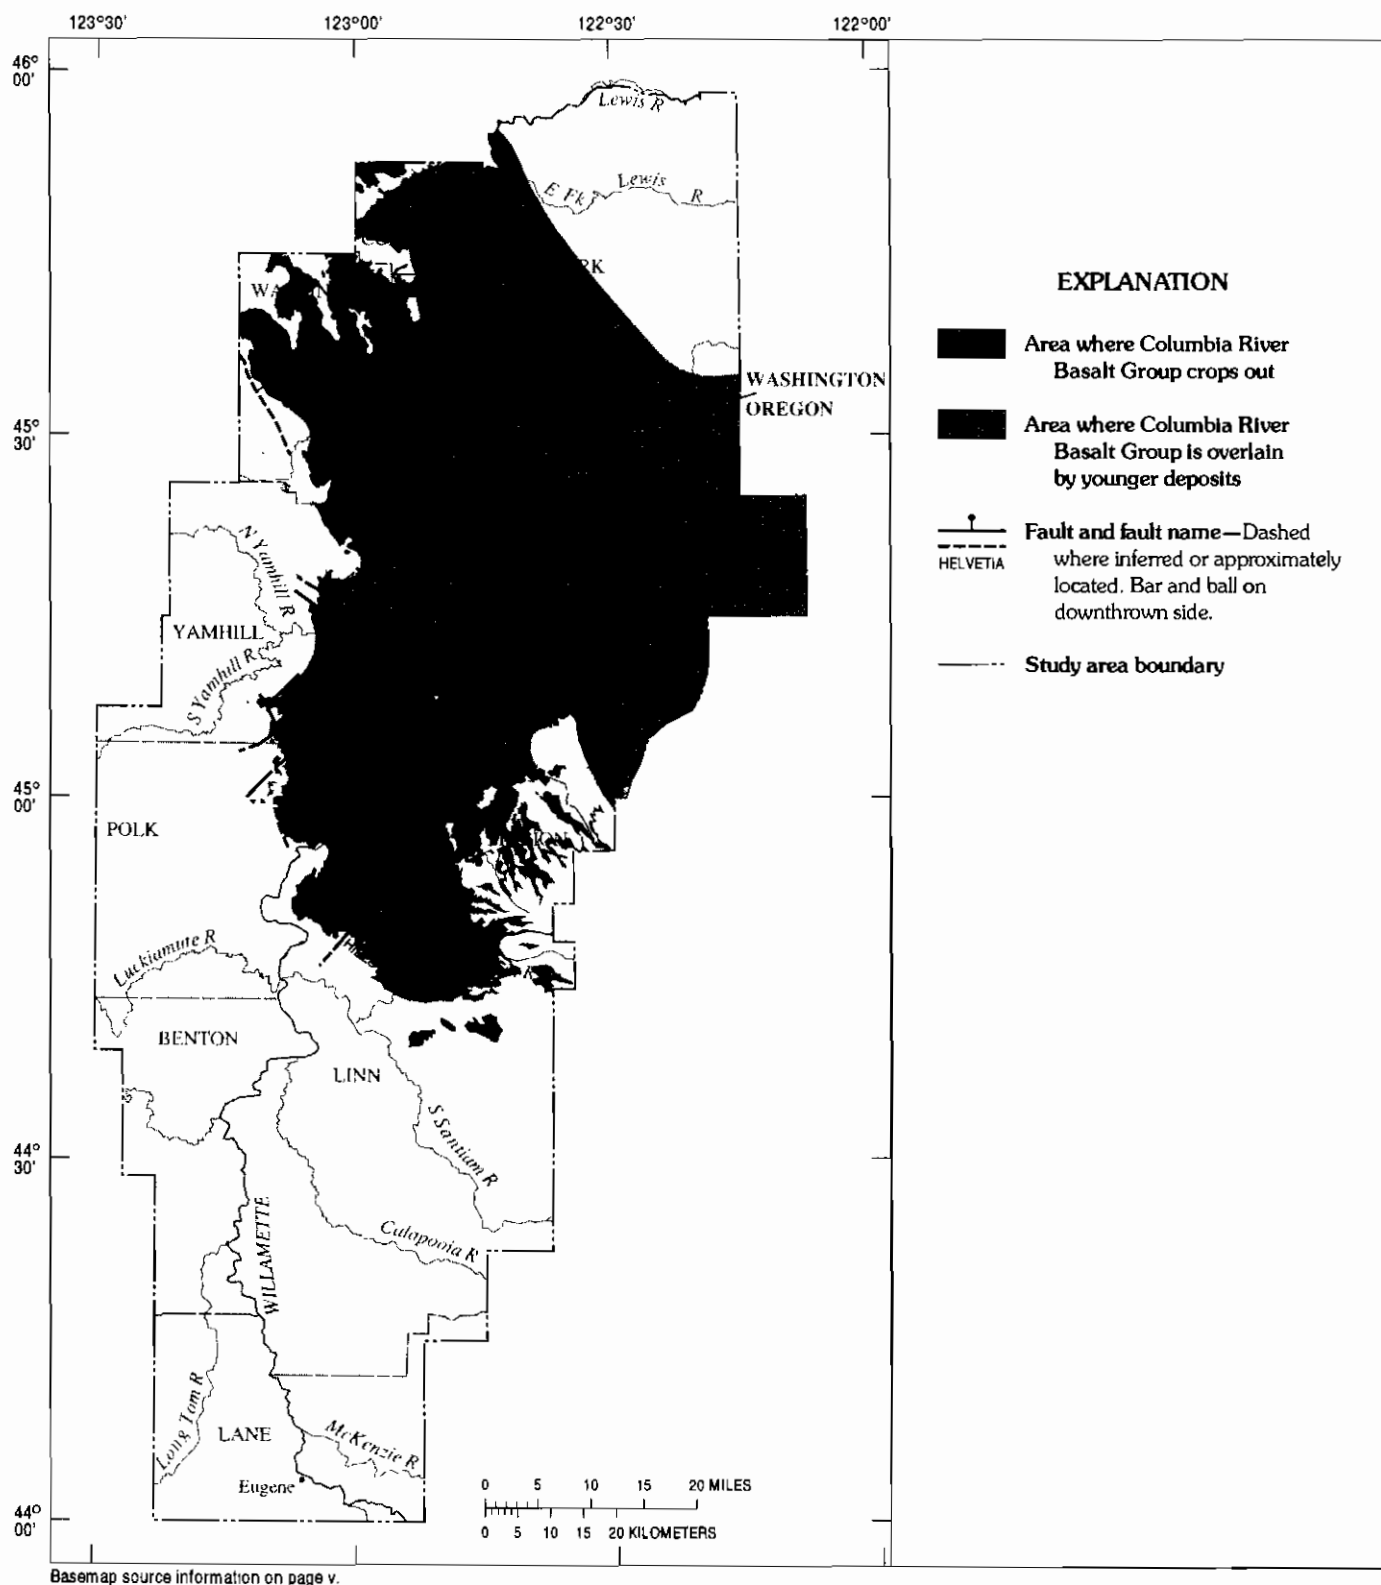 123°30' 123°00' 122°30' 122°00'
46°
00'
Lewis R
E Fk Lewis R
RK
WA
N
WASHINGTON
OREGON
45°
30'
N Yamhill R
YAMHILL
S Yamhill R
45°
00'
POLK
ION
Luckiamute R
R
BENTON
LINN
S Santiam R
44°
30'
WILLAMETTE
Calapooia R
Long Tom R
LANE
McKenzie R
Eugene
44°
00'
0 5 10 15 20 MILES
0 5 10 15 20 KILOMETERS
EXPLANATION
Area where Columbia River
Basalt Group crops out
Area where Columbia River
Basalt Group is overlain
by younger deposits
Fault and fault name—Dashed
HELVETIA where inferred or approximately
located. Bar and ball on
downthrown side.
Study area boundary
Basemap source information on page v.